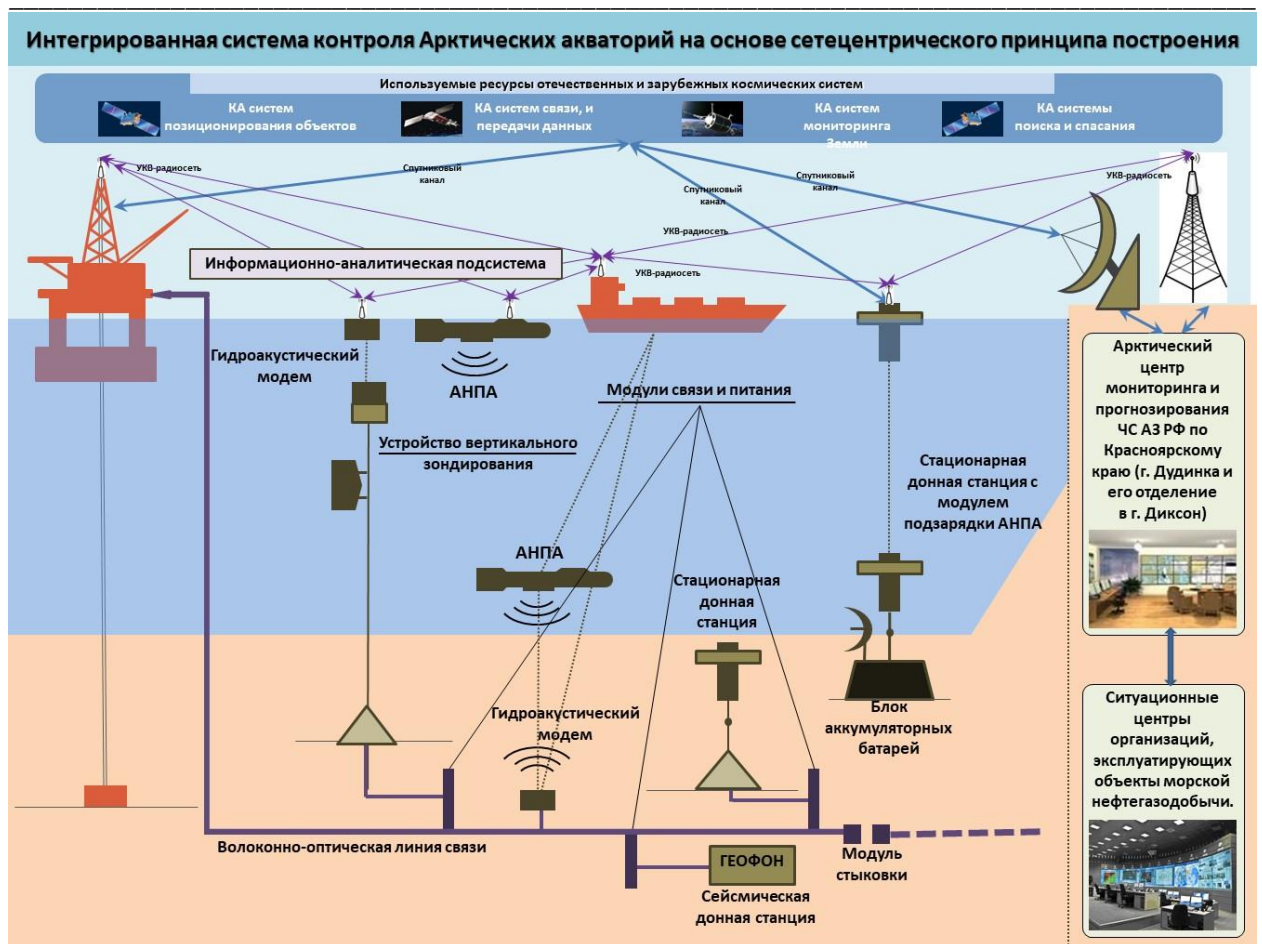 Интегрированная система контроля Арктических акваторий на основе сетецентрического принципа построения
Используемые ресурсы отечественных и зарубежных космических систем
КА систем
позиционирования объектов
КА систем связи, и
передачи данных
КА систем
мониторинга
Земли
КА системы
поиска и спасания
УКВ-радиосеть
Спутниковый
канал
Спутниковый
канал
Спутниковый
канал
УКВ-радиосеть
УКВ-радиосеть
Информационно-аналитическая подсистема
УКВ-радиосеть
Гидроакустический
модем
АНПА
Модули связи и питания
Устройство вертикального
зондирования
Стационарная
донная станция с
модулем
подзарядки АНПА
АНПА
Стационарная
донная
станция
Гидроакустический
модем
Блок
аккумуляторных
батарей
Волоконно-оптическая линия связи
ГЕОФОН
Сейсмическая
донная станция
Модуль
стыковки
Арктический
центр
мониторинга и
прогнозирования
ЧС АЗ РФ по
Красноярскому
краю (г. Дудинка и
его отделение
в г. Диксон)
Ситуационные
центры
организаций,
эксплуатирующих
объекты морской
нефтегазодобычи.